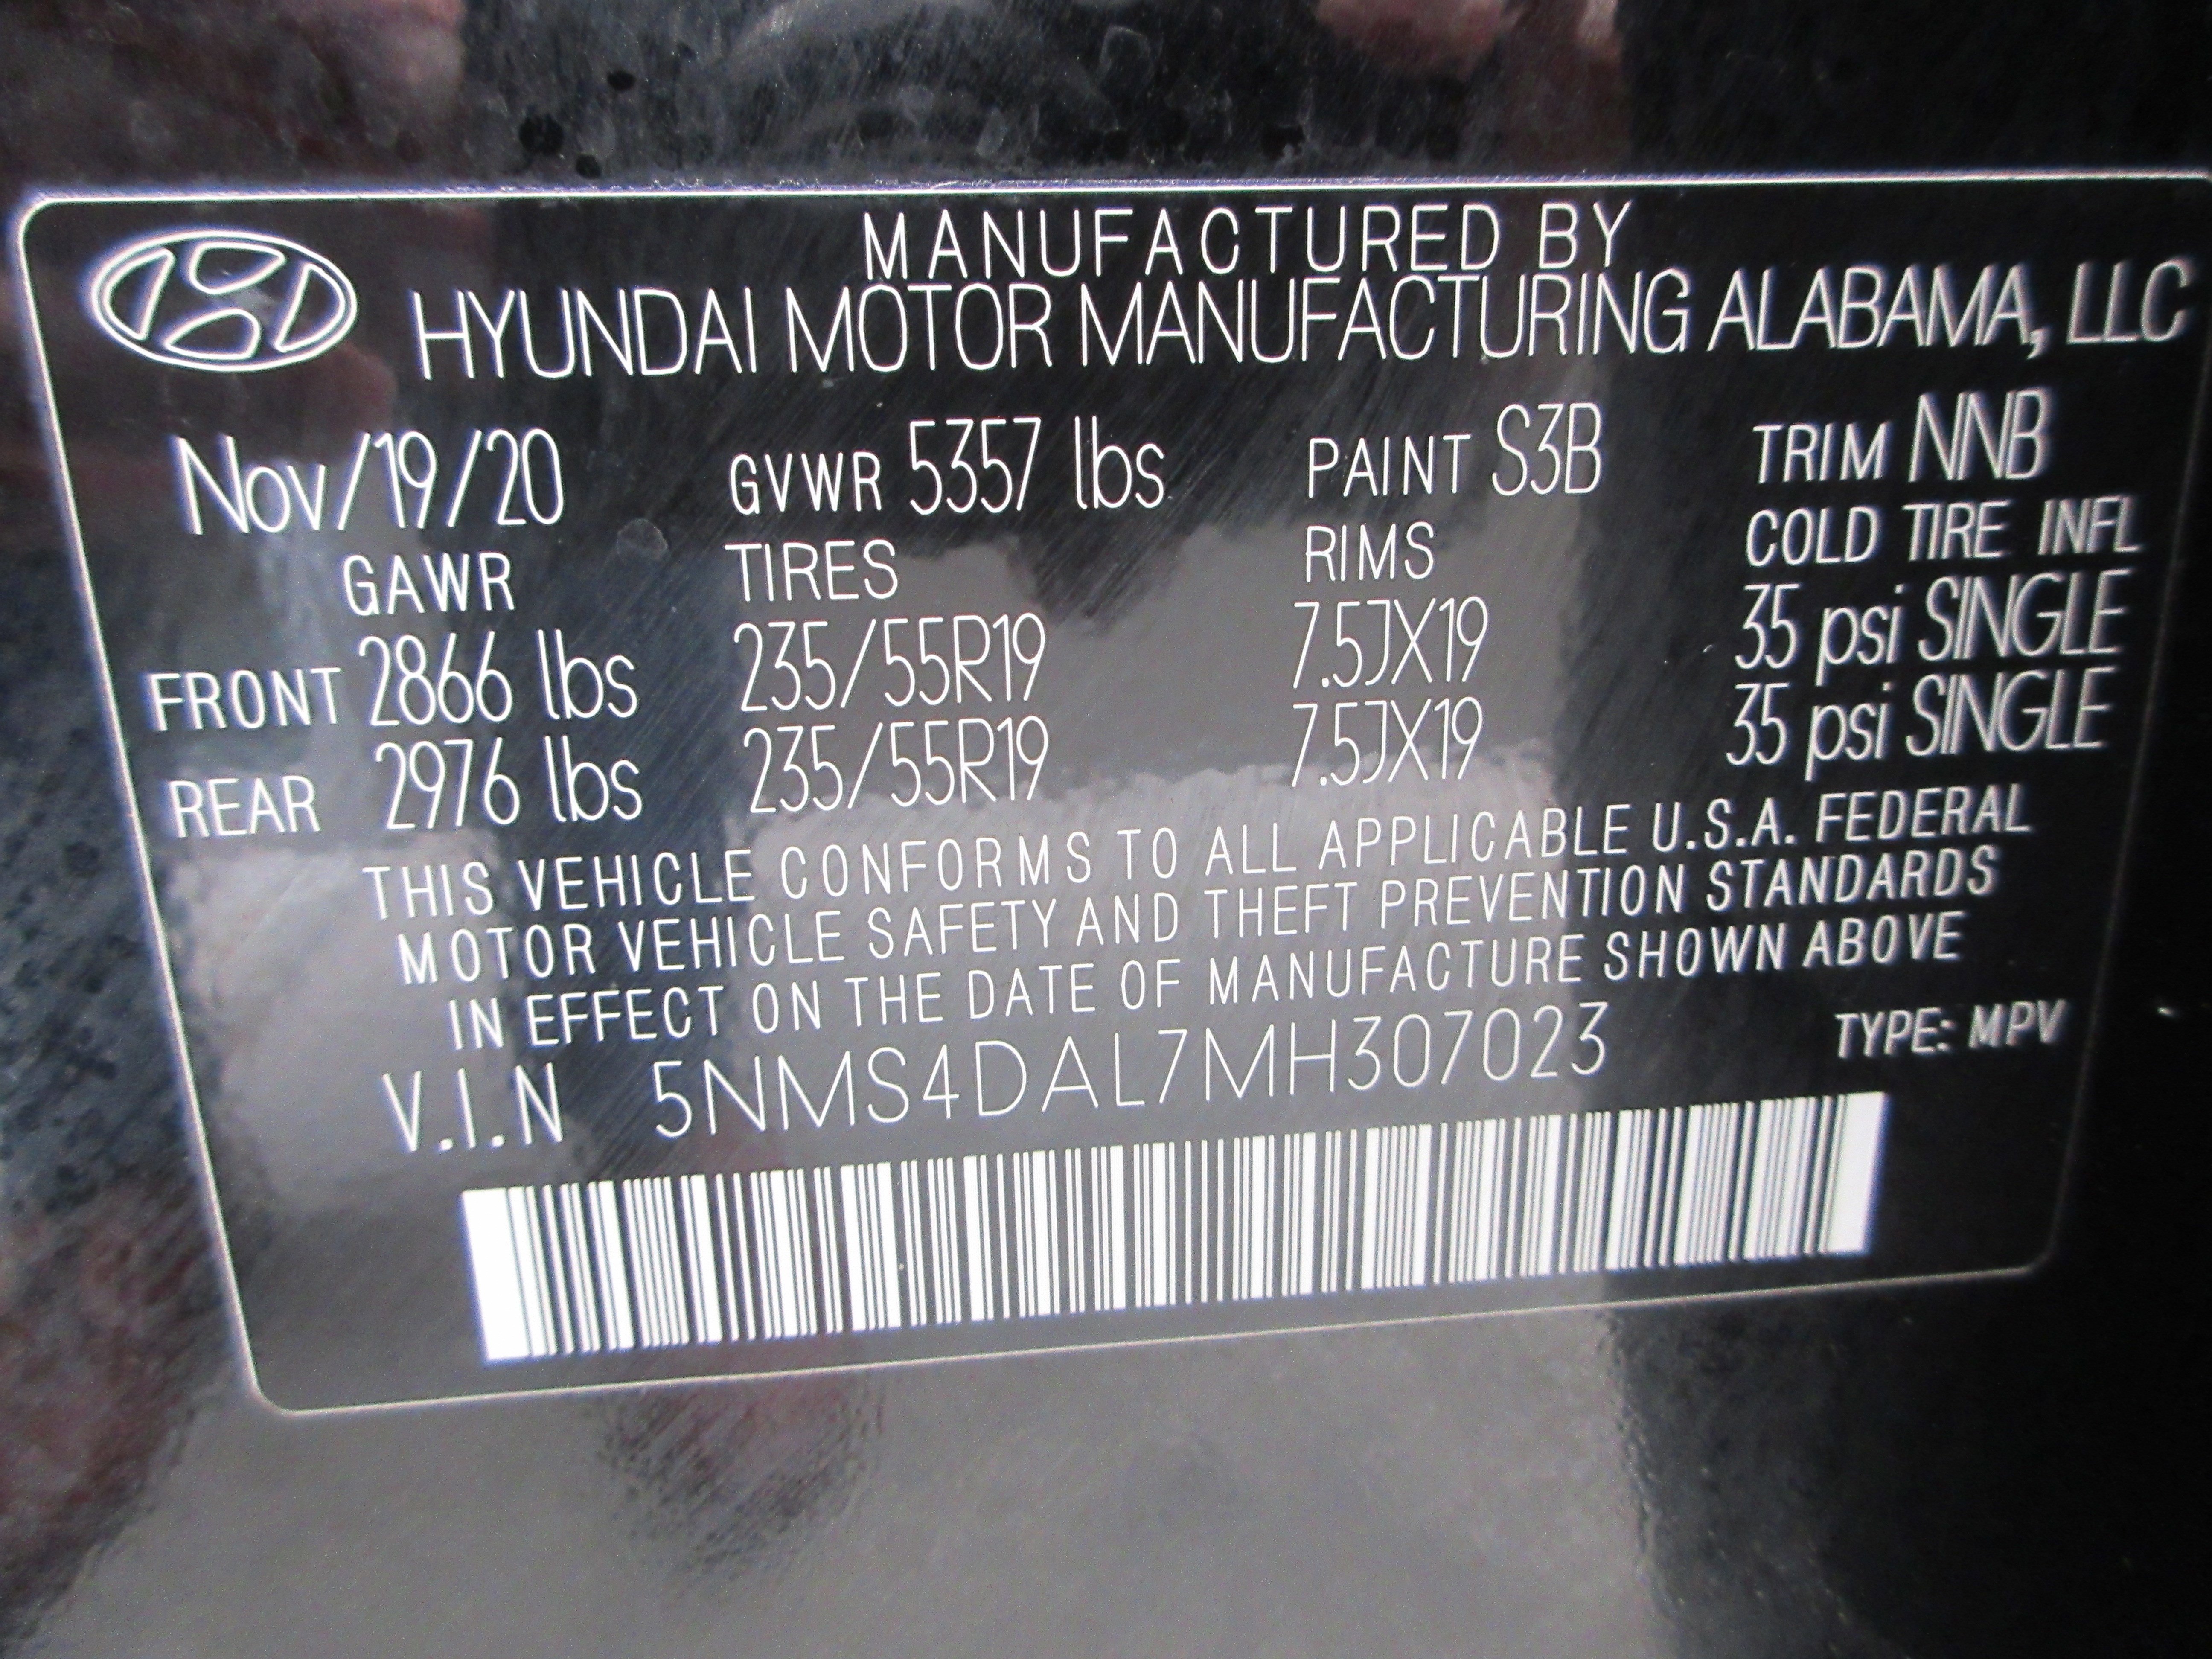 MANUFACTURED BY
HYUNDAI MOTOR MANUFACTURING ALABAMA, LLC
Nov/19/20 GVWR 5357 lbs PAINT S3B TRIM NNB
GAWR TIRES RIMS COLD TIRE INFL
FRONT 2866 lbs 235/55R19 7.5JX19 35 psi SINGLE
REAR 2976 lbs 235/55R19 7.5JX19 35 psi SINGLE
THIS VEHICLE CONFORMS TO ALL APPLICABLE U.S.A. FEDERAL
MOTOR VEHICLE SAFETY AND THEFT PREVENTION STANDARDS
IN EFFECT ON THE DATE OF MANUFACTURE SHOWN ABOVE
V.I.N 5NMS4DAL7MH307023 TYPE: MPV